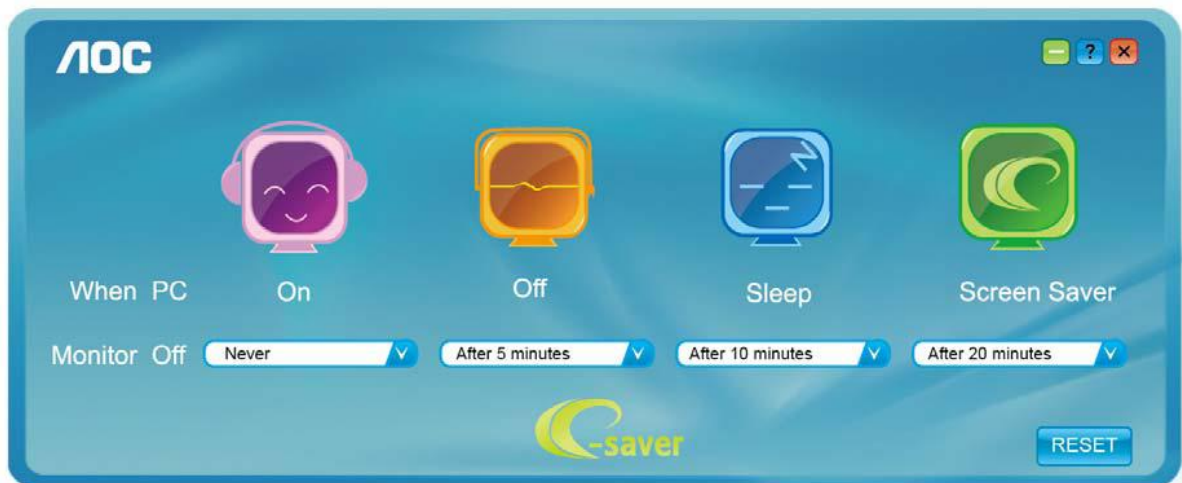 AOC
?
When PC On Off Sleep Screen Saver
Monitor Off Never After 5 minutes After 10 minutes After 20 minutes
e-saver
RESET